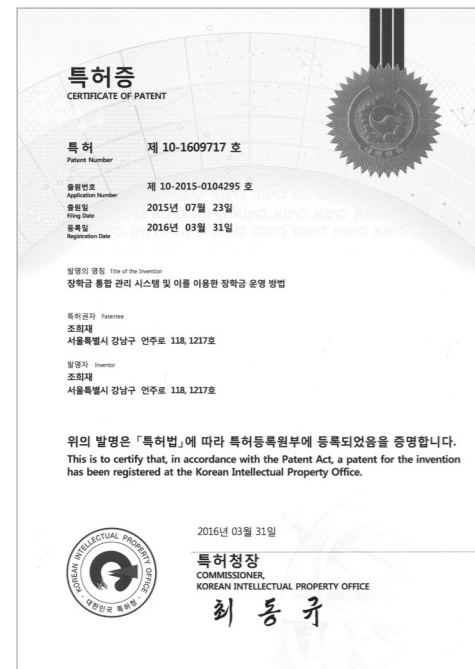 특허증
CERTIFICATE OF PATENT
특 허 제 10-1609717 호
Patent Number
출원번호 제 10-2015-0104295 호
Application Number
출원일 2015년 07월 23일
Filing Date
등록일 2016년 03월 31일
Registration Date
발명의 명칭 Title of the Invention
장학금 통합 관리 시스템 및 이를 이용한 장학금 운영 방법
특허권자 Patentee
조희재
서울특별시 강남구 언주로 118, 1217호
발명자 Inventor
조희재
서울특별시 강남구 언주로 118, 1217호
위의 발명은 「특허법」에 따라 특허등록원부에 등록되었음을 증명합니다.
This is to certify that, in accordance with the Patent Act, a patent for the invention
has been registered at the Korean Intellectual Property Office.
2016년 03월 31일
특허청장
COMMISSIONER,
KOREAN INTELLECTUAL PROPERTY OFFICE
최동규
KOREAN INTELLECTUAL PROPERTY OFFICE
대한민국 특허청